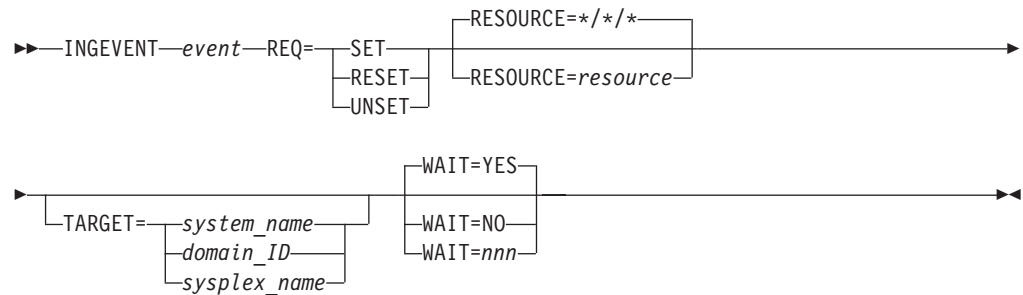 RESOURCE=*/*/*
INGEVENT event REQ= SET
RESET
UNSET
RESOURCE=resource
WAIT=YES
TARGET= system_name
domain_ID
sysplex_name
WAIT=NO
WAIT=nnn